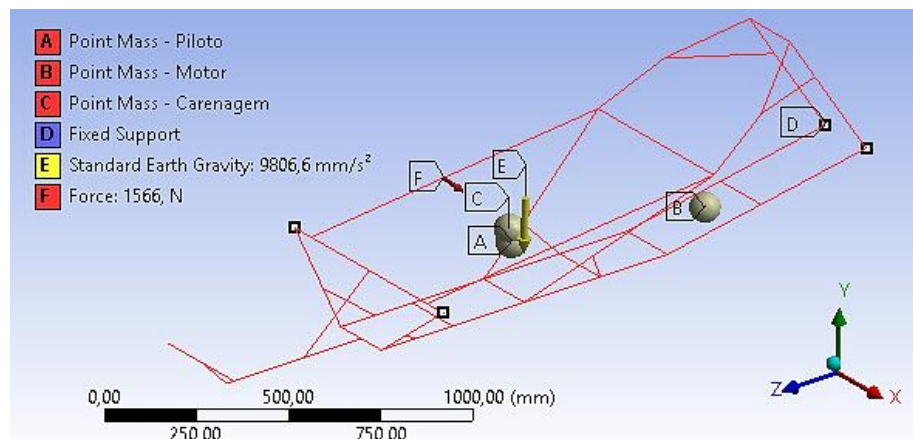 A Point Mass - Piloto
B Point Mass - Motor
C Point Mass - Carenagem
D Fixed Support
E Standard Earth Gravity: 9806,6 mm/s²
F Force: 1566, N
D
E
F
C
B
A
Y
Z
X
0,00 500,00 1000,00 (mm)
250,00 750,00